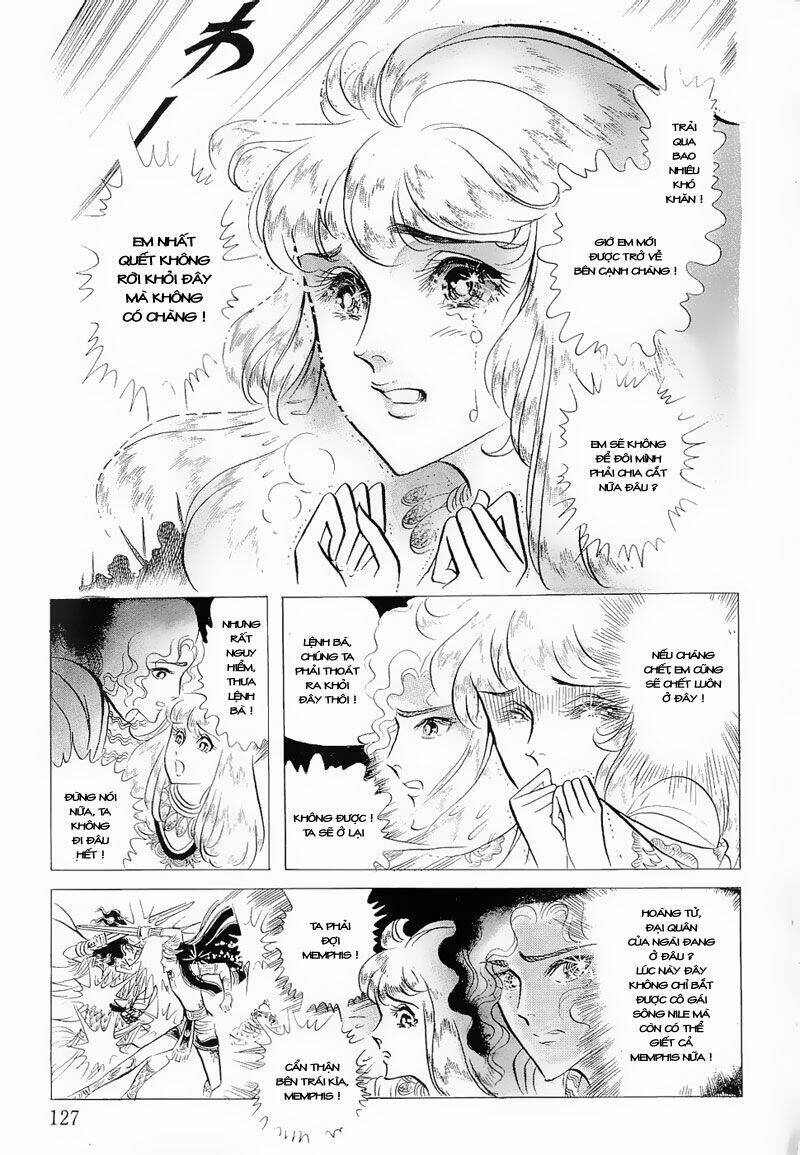 カー
TRẢI
QUA
BAO
NHIÊU
KHÓ
KHĂN !
GIỜ EM MỚI
ĐƯỢC TRỞ VỀ
BÊN CẠNH CHÀNG !
EM NHẤT
QUẾT KHÔNG
RỜI KHỎI ĐÂY
MÀ KHÔNG
CÓ CHÀNG !
EM SẼ KHÔNG
ĐỂ ĐÔI MÌNH
PHẢI CHIA CẮT
NỮA ĐÂU ?
NẾU CHÀNG
CHẾT, EM CŨNG
SẼ CHẾT LUÔN
Ở ĐÂY !
LỆNH BÀ,
CHÚNG TA
PHẢI THOÁT
RA KHỎI
ĐÂY THÔI !
KHÔNG ĐƯỢC !
TA SẼ Ở LẠI
NHƯNG
RẤT
NGUY
HIỂM,
THƯA
LỆNH
BÀ !
ĐỪNG NÓI
NỮA, TA
KHÔNG
ĐI ĐÂU
HẾT !
HOÀNG TỬ,
ĐẠI QUÂN
CỦA NGÀI ĐANG
Ở ĐÂU ?
LÚC NÀY ĐÂY
KHÔNG CHỈ BẮT
ĐƯỢC CÔ GÁI
SÔNG NILE MÀ
CÒN CÓ THỂ
GIẾT CẢ
MEMPHIS NỮA !
TA PHẢI
ĐỢI
MEMPHIS !
CẨN THẬN
BÊN TRÁI KÌA,
MEMPHIS !
127